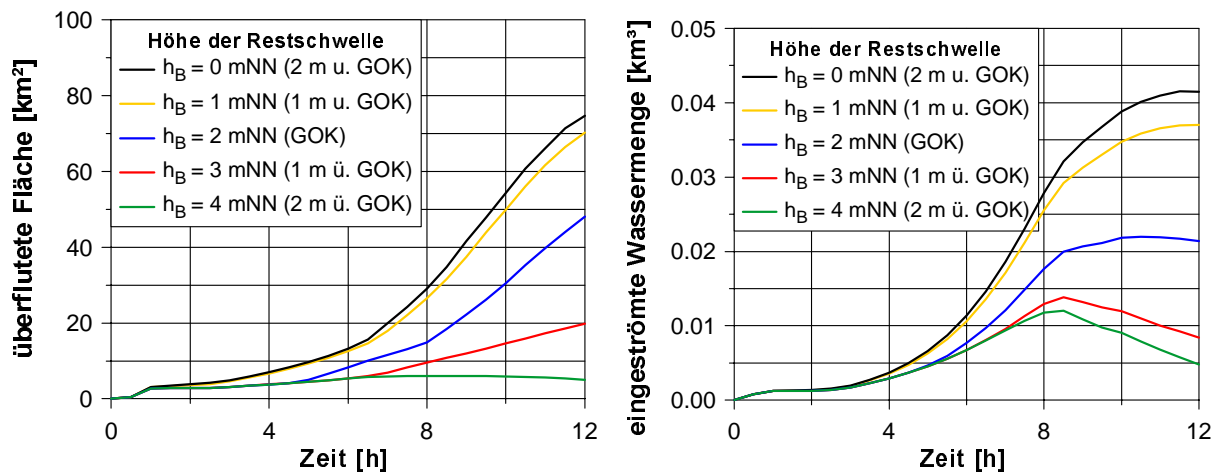 überflutete Fläche [km²]
100
80
60
40
20
0
Höhe der Restschwelle
h_B = 0 mNN (2 m u. GOK)
h_B = 1 mNN (1 m u. GOK)
h_B = 2 mNN (GOK)
h_B = 3 mNN (1 m ü. GOK)
h_B = 4 mNN (2 m ü. GOK)
0 4 8 12
Zeit [h]
eingeströmte Wassermenge [km³]
0.05
0.04
0.03
0.02
0.01
0.00
Höhe der Restschwelle
h_B = 0 mNN (2 m u. GOK)
h_B = 1 mNN (1 m u. GOK)
h_B = 2 mNN (GOK)
h_B = 3 mNN (1 m ü. GOK)
h_B = 4 mNN (2 m ü. GOK)
0 4 8 12
Zeit [h]